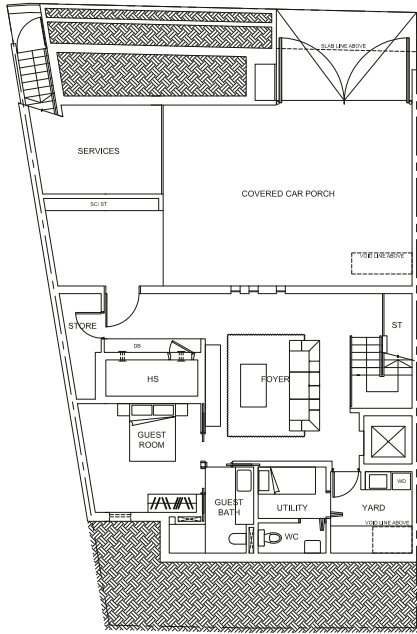 SLAB LINE ABOVE
SERVICES
COVERED CAR PORCH
SC/ ST
VOID LINE ABOVE
STORE
ST
DB
HS
FOYER
GUEST
ROOM
GUEST
BATH
UTILITY
YARD
WD
VOID LINE ABOVE
WC